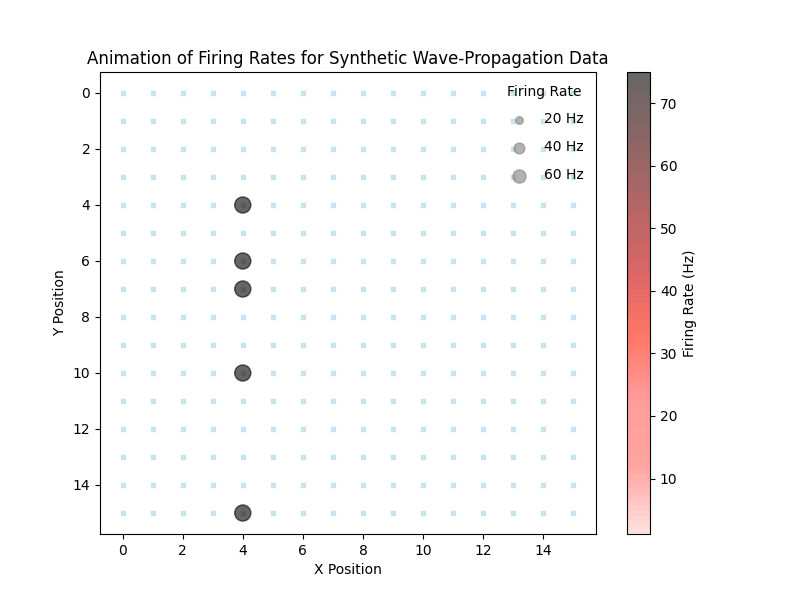 Animation of Firing Rates for Synthetic Wave-Propagation Data
Firing Rate
20 Hz
40 Hz
60 Hz
0
2
4
6
8
10
12
14
Y Position
0
2
4
6
8
10
12
14
X Position
70
60
50
40
30
20
10
Firing Rate (Hz)